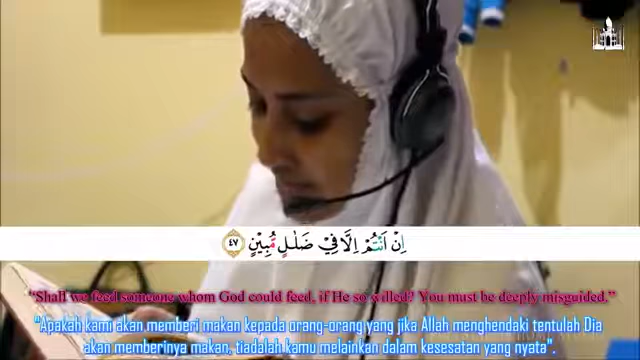 اِنْ اَنْتُمْ اِلَّا فِيْ ضَلٰلٍ مُّبِيْنٍ ٤٧
"Shall we feed someone whom God could feed, if He so willed? You must be deeply misguided."
"Apakah kami akan memberi makan kepada orang-orang yang jika Allah menghendaki tentulah Dia
akan memberinya makan, tiadalah kamu melainkan dalam kesesatan yang nyata".